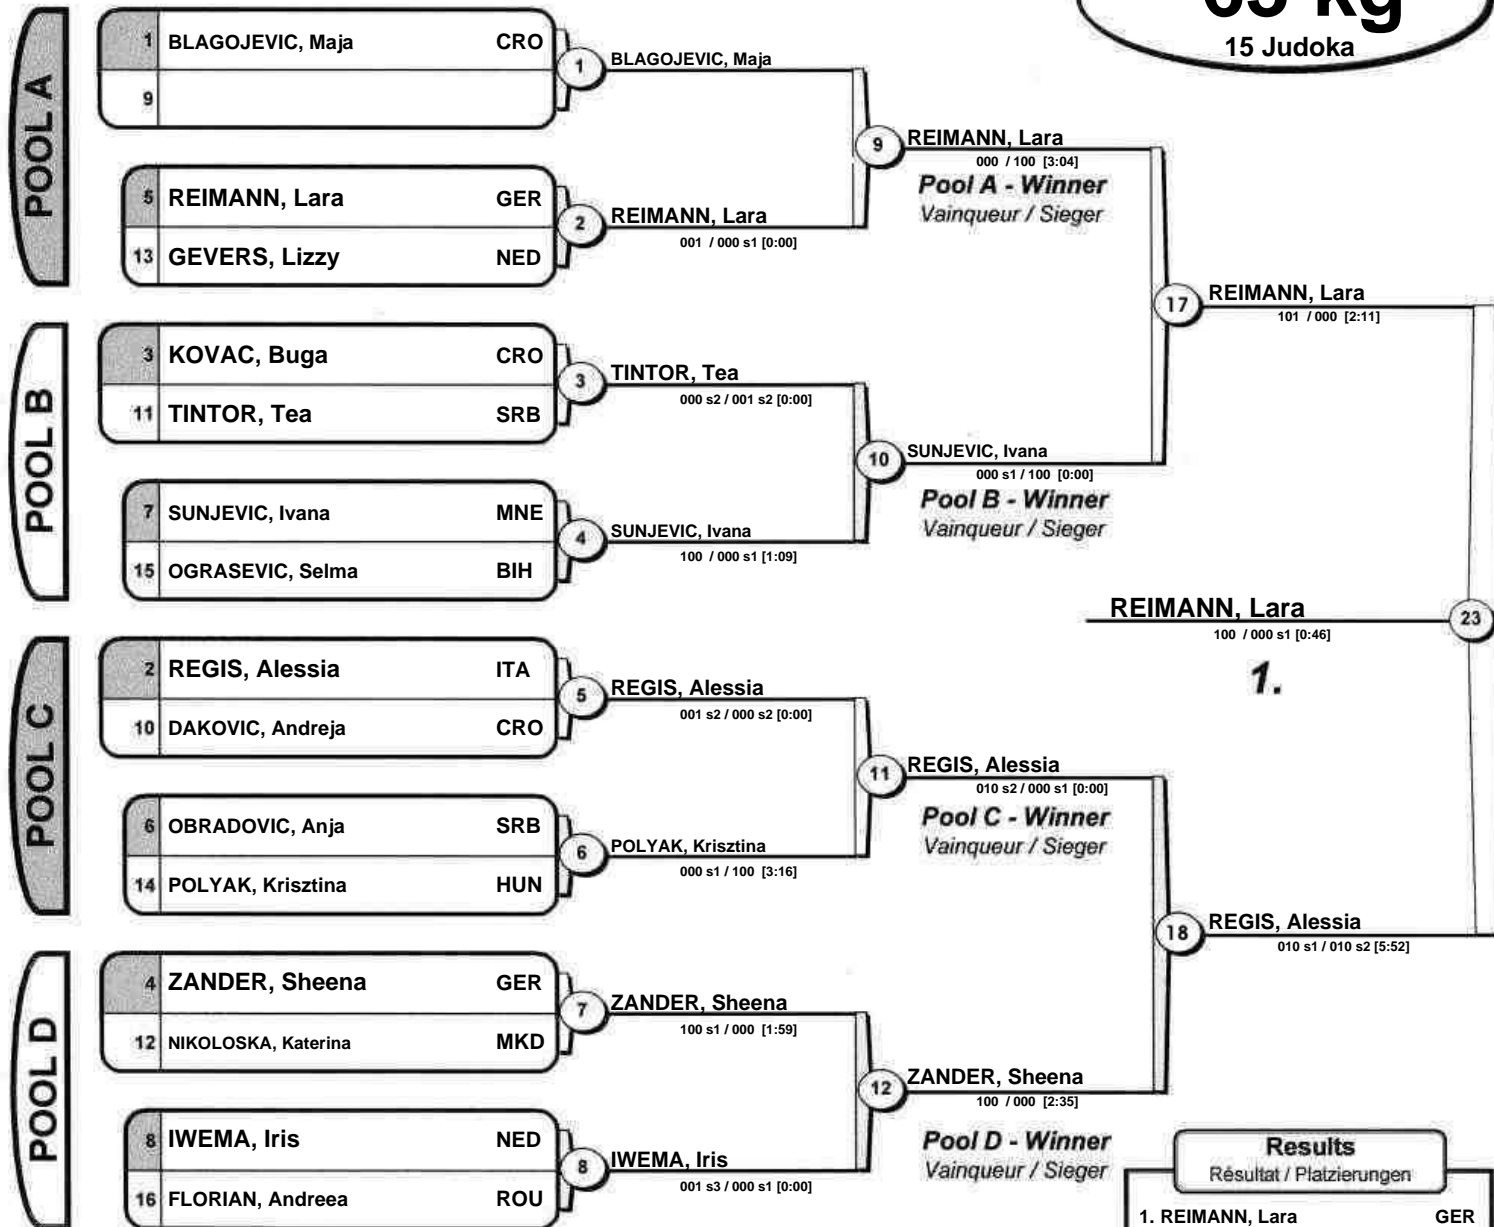 63 kg
15 Judoka
POOL A
1 BLAGOJEVIC, Maja CRO
9
1
BLAGOJEVIC, Maja
5 REIMANN, Lara GER
13 GEVERS, Lizzy NED
2
REIMANN, Lara
001 / 000 s1 [0:00]
9
REIMANN, Lara
000 / 100 [3:04]
Pool A - Winner
Vainqueur / Sieger
POOL B
3 KOVAC, Buga CRO
11 TINTOR, Tea SRB
3
TINTOR, Tea
000 s2 / 001 s2 [0:00]
7 SUNJEVIC, Ivana MNE
15 OGRASEVIC, Selma BIH
4
SUNJEVIC, Ivana
100 / 000 s1 [1:09]
10
SUNJEVIC, Ivana
000 s1 / 100 [0:00]
Pool B - Winner
Vainqueur / Sieger
17
REIMANN, Lara
101 / 000 [2:11]
REIMANN, Lara
100 / 000 s1 [0:46]
1.
23
POOL C
2 REGIS, Alessia ITA
10 DAKOVIC, Andreja CRO
5
REGIS, Alessia
001 s2 / 000 s2 [0:00]
6 OBRADOVIC, Anja SRB
14 POLYAK, Krisztina HUN
6
POLYAK, Krisztina
000 s1 / 100 [3:16]
11
REGIS, Alessia
010 s2 / 000 s1 [0:00]
Pool C - Winner
Vainqueur / Sieger
POOL D
4 ZANDER, Sheena GER
12 NIKOLOSKA, Katerina MKD
7
ZANDER, Sheena
100 s1 / 000 [1:59]
8 IWEMA, Iris NED
16 FLORIAN, Andreea ROU
8
IWEMA, Iris
001 s3 / 000 s1 [0:00]
12
ZANDER, Sheena
100 / 000 [2:35]
Pool D - Winner
Vainqueur / Sieger
18
REGIS, Alessia
010 s1 / 010 s2 [5:52]
Results
Résultat / Platzierungen
1. REIMANN, Lara GER